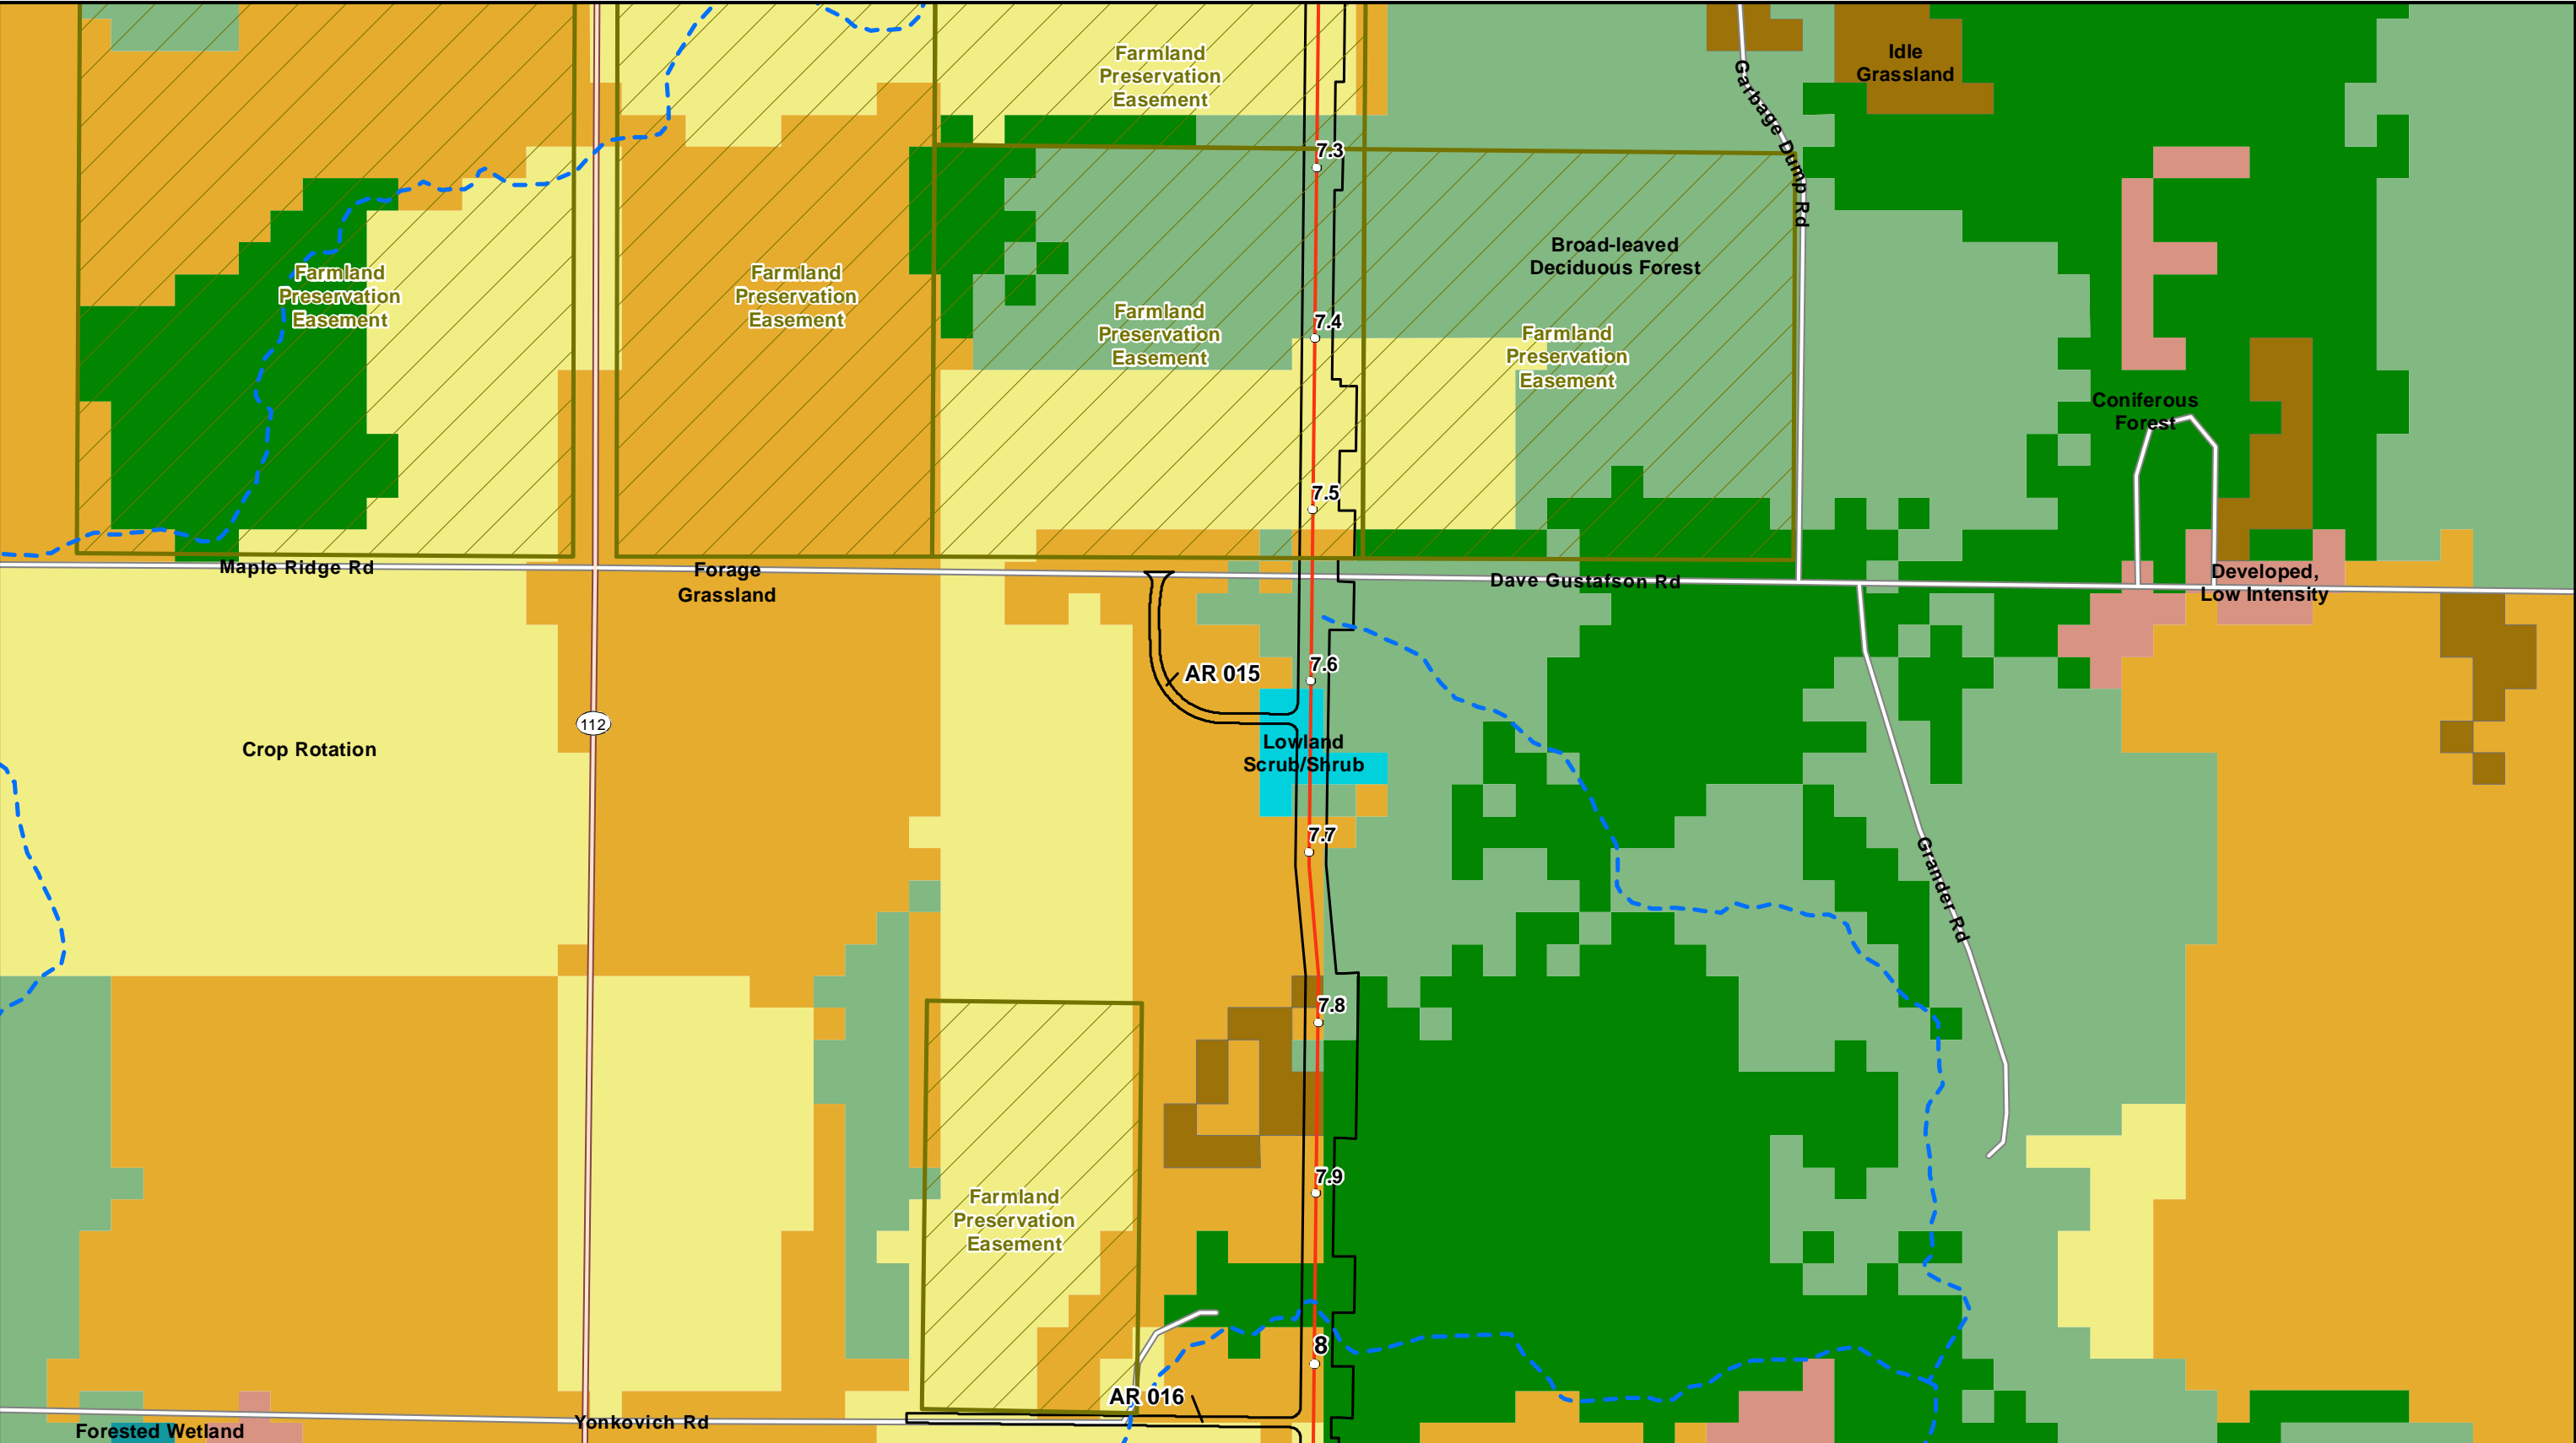 Farmland
Preservation
Easement
Idle
Grassland
Garbage Dump Rd
7.3
Broad-leaved
Deciduous Forest
Farmland
Preservation
Easement
Farmland
Preservation
Easement
Farmland
Preservation
Easement
7.4
Farmland
Preservation
Easement
Coniferous
Forest
7.5
Maple Ridge Rd
Forage
Grassland
Dave Gustafson Rd
Developed,
Low Intensity
AR 015
7.6
112
Crop Rotation
Lowland
Scrub/Shrub
7.7
Grander Rd
7.8
7.9
Farmland
Preservation
Easement
8
AR 016
Yonkovich Rd
Forested Wetland